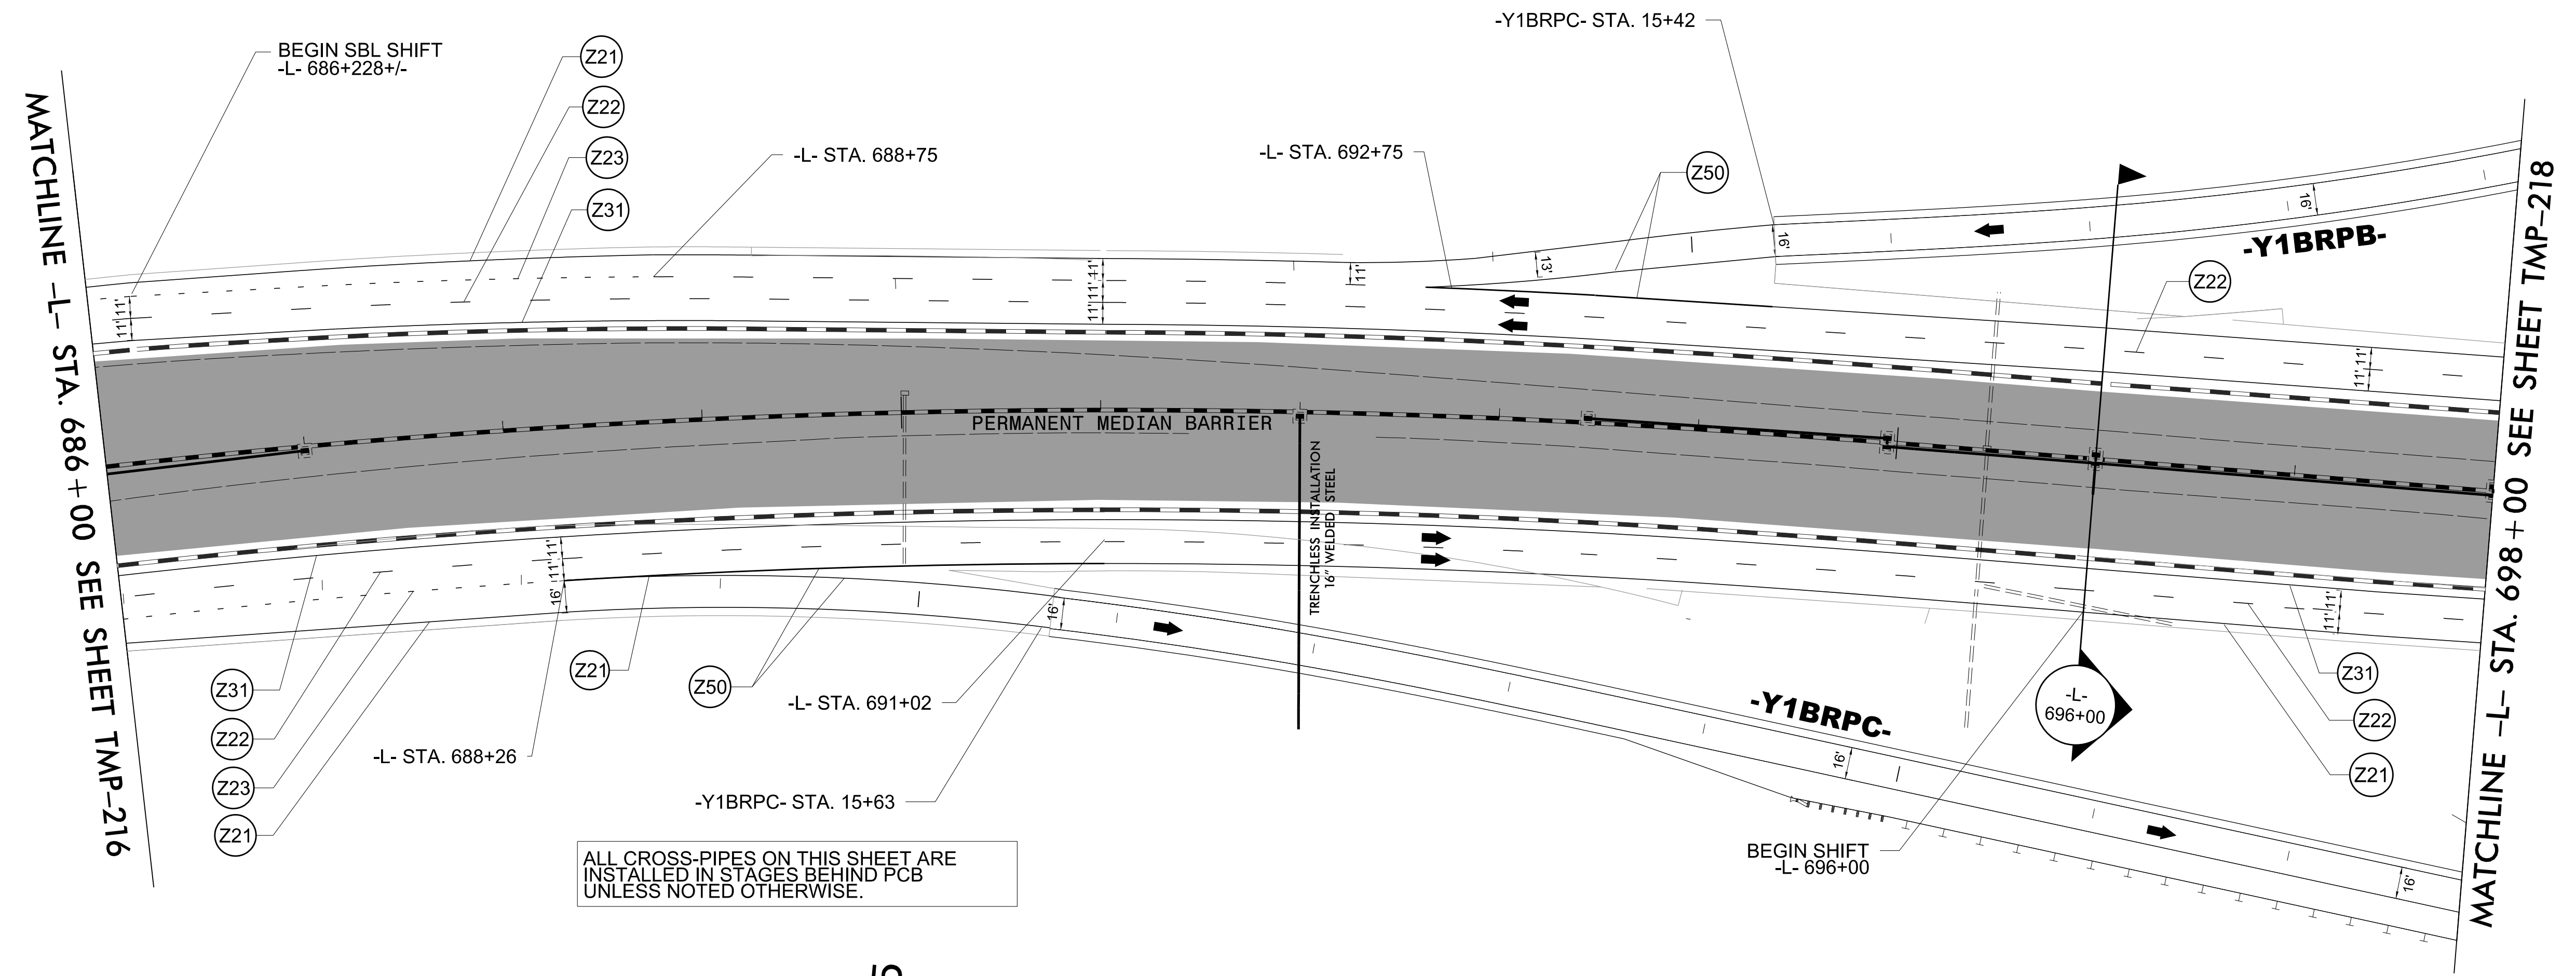 -Y1BRPC- STA. 15+42
BEGIN SBL SHIFT
-L- 686+228+/-
Z21
Z22
Z23
Z31
-L- STA. 688+75
-L- STA. 692+75
Z50
MATCHLINE -L- STA. 686+00 SEE SHEET TMP-216
MATCHLINE -L- STA. 698+00 SEE SHEET TMP-218
-Y1BRPB-
16'
16'
13'
11'
11'
11'
11'
11'
11'
Z22
11'
11'
PERMANENT MEDIAN BARRIER
TRENCHLESS INSTALLATION
16" WELDED STEEL
11'
11'
16'
16'
11'
11'
Z31
Z22
Z23
Z21
Z21
Z50
-L- STA. 691+02
-L- STA. 688+26
-Y1BRPC- STA. 15+63
-Y1BRPC-
16'
16'
-L-
696+00
Z31
Z22
Z21
BEGIN SHIFT
-L- 696+00
ALL CROSS-PIPES ON THIS SHEET ARE
INSTALLED IN STAGES BEHIND PCB
UNLESS NOTED OTHERWISE.